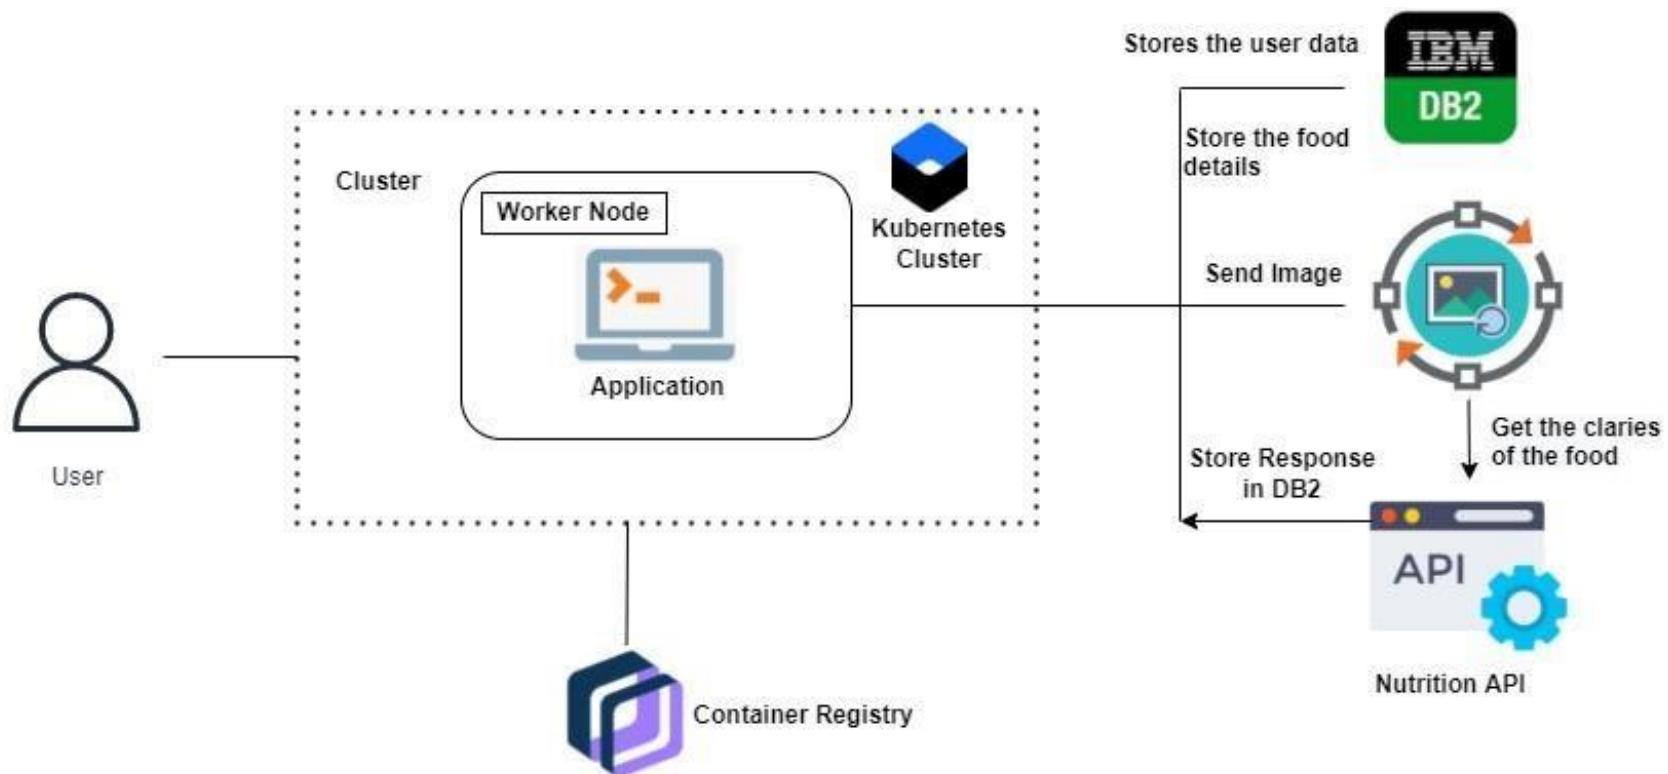 Stores the user data
IBM
DB2
Store the food
details
Cluster
Worker Node
Kubernetes
Cluster
Send Image
Application
User
Get the claries
of the food
Store Response
in DB2
API
Nutrition API
Container Registry